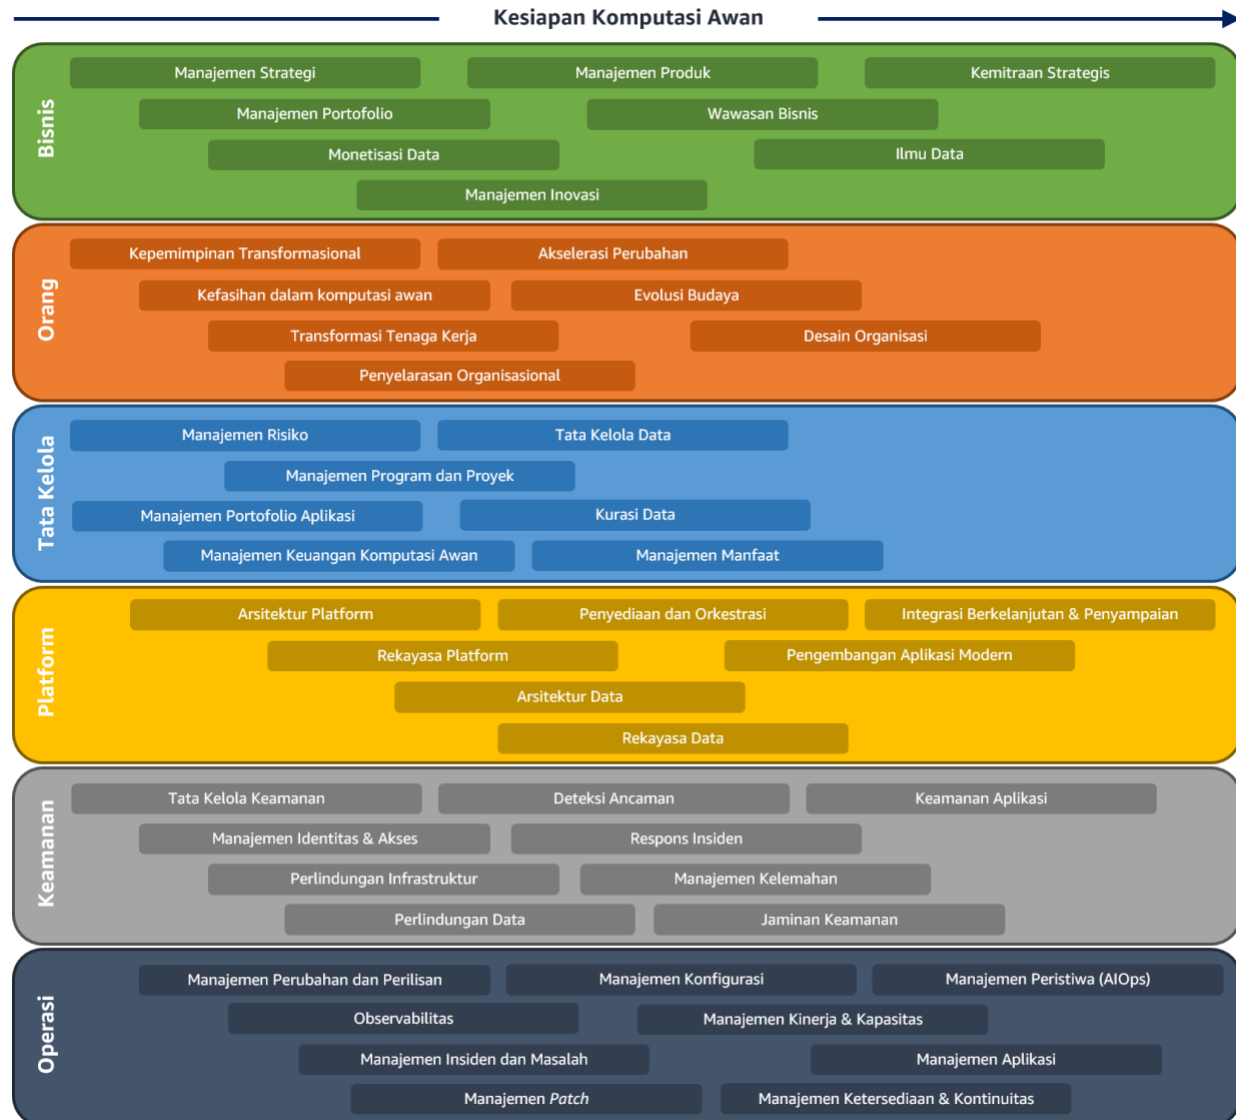 Kesiapan Komputasi Awan
Bisnis
Manajemen Strategi
Manajemen Produk
Kemitraan Strategis
Manajemen Portofolio
Wawasan Bisnis
Monetisasi Data
Ilmu Data
Manajemen Inovasi
Orang
Kepemimpinan Transformasional
Akselerasi Perubahan
Kefasihan dalam komputasi awan
Evolusi Budaya
Transformasi Tenaga Kerja
Desain Organisasi
Penyelarasan Organisasional
Tata Kelola
Manajemen Risiko
Tata Kelola Data
Manajemen Program dan Proyek
Manajemen Portofolio Aplikasi
Kurasi Data
Manajemen Keuangan Komputasi Awan
Manajemen Manfaat
Platform
Arsitektur Platform
Penyediaan dan Orkestrasi
Integrasi Berkelanjutan & Penyampaian
Rekayasa Platform
Pengembangan Aplikasi Modern
Arsitektur Data
Rekayasa Data
Keamanan
Tata Kelola Keamanan
Deteksi Ancaman
Keamanan Aplikasi
Manajemen Identitas & Akses
Respons Insiden
Perlindungan Infrastruktur
Manajemen Kelemahan
Perlindungan Data
Jaminan Keamanan
Operasi
Manajemen Perubahan dan Perilisan
Manajemen Konfigurasi
Manajemen Peristiwa (AIOps)
Observabilitas
Manajemen Kinerja & Kapasitas
Manajemen Insiden dan Masalah
Manajemen Aplikasi
Manajemen Patch
Manajemen Ketersediaan & Kontinuitas